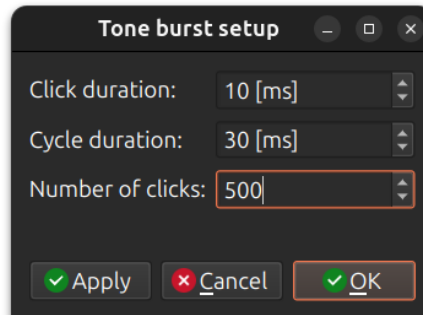 Tone burst setup
Click duration: 10 [ms]
Cycle duration: 30 [ms]
Number of clicks: 500
Apply Cancel OK